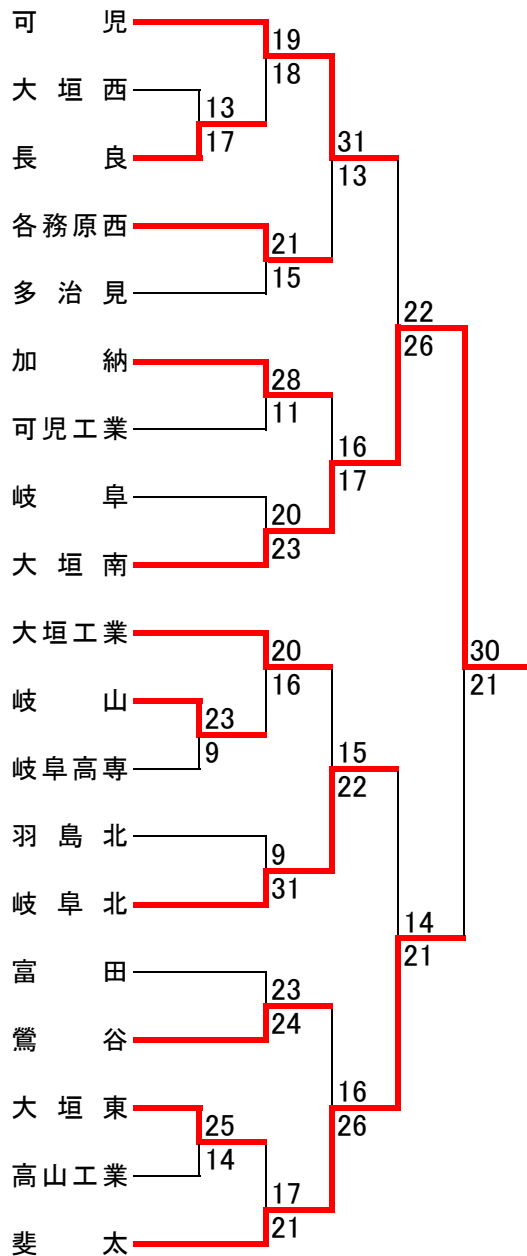 可児
19
18
大垣西
13
17
長良
31
13
各務原西
21
15
多治見
22
26
加納
28
11
可児工業
16
17
岐阜
20
23
大垣南
大垣工業
20
16
30
21
岐山
23
9
岐阜高専
15
22
羽島北
9
31
岐阜北
14
21
富田
23
24
鶯谷
16
26
大垣東
25
14
高山工業
17
21
斐太